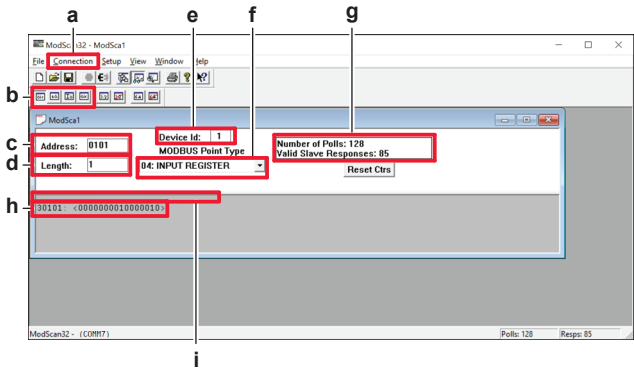 a
e
f
g
ModScan32 - ModSca1
File Connection Setup View Window Help
b
ModSca1
c
Address: 0101
Device Id: 1
MODBUS Point Type
Number of Polls: 128
Valid Slave Responses: 85
d
Length: 1
04: INPUT REGISTER
Reset Ctrs
h
30101: <0000000010000010>
ModScan32 - (COMM7)
Polls: 128
Resps: 85
i